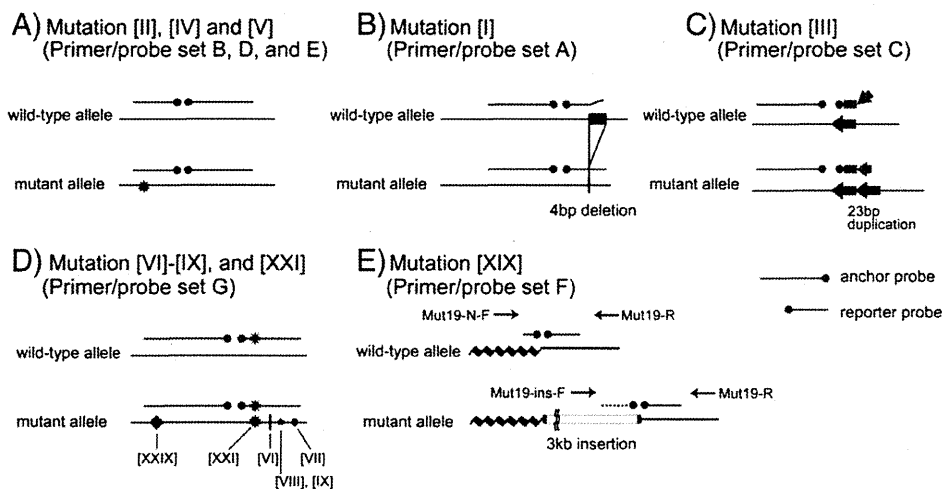 A) Mutation [II], [IV] and [V]
(Primer/probe set B, D, and E)
wild-type allele
mutant allele
B) Mutation [I]
(Primer/probe set A)
wild-type allele
mutant allele
4bp deletion
C) Mutation [III]
(Primer/probe set C)
wild-type allele
mutant allele
23bp
duplication
D) Mutation [VI]-[IX], and [XXI]
(Primer/probe set G)
wild-type allele
mutant allele
[XXIX]
[XXI]
[VI]
[VII]
[VIII], [IX]
E) Mutation [XIX]
(Primer/probe set F)
Mut19-N-F
Mut19-R
wild-type allele
Mut19-ins-F
Mut19-R
mutant allele
3kb insertion
anchor probe
reporter probe